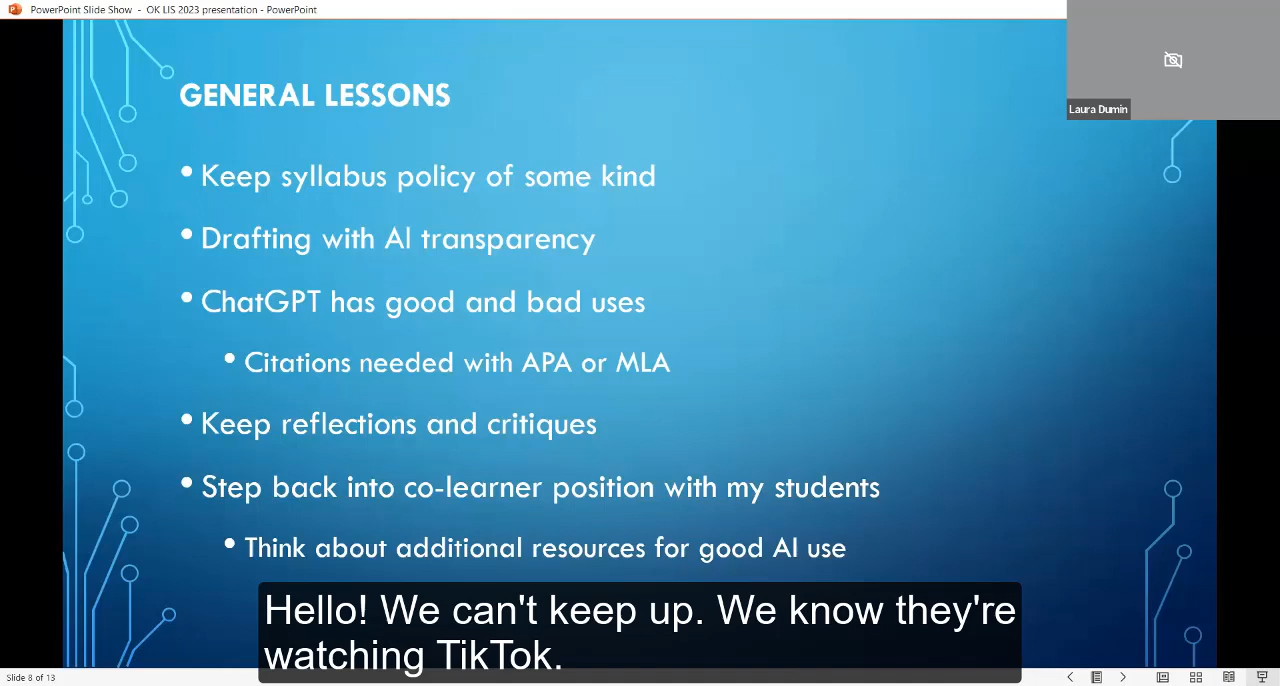 PowerPoint Slide Show - OK LIS 2023 presentation - PowerPoint
Laura Dumin
GENERAL LESSONS
• Keep syllabus policy of some kind
• Drafting with AI transparency
• ChatGPT has good and bad uses
• Citations needed with APA or MLA
• Keep reflections and critiques
• Step back into co-learner position with my students
• Think about additional resources for good AI use
Hello! We can't keep up. We know they're
watching TikTok.
Slide 8 of 13